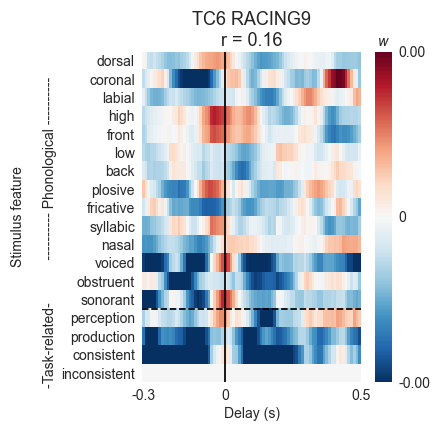 TC6 RACING9
r = 0.16
w
Stimulus feature
---------- Phonological ----------
-Task-related-
dorsal
coronal
labial
high
front
low
back
plosive
fricative
syllabic
nasal
voiced
obstruent
sonorant
perception
production
consistent
inconsistent
-0.3
0
0.5
Delay (s)
0.00
0
-0.00